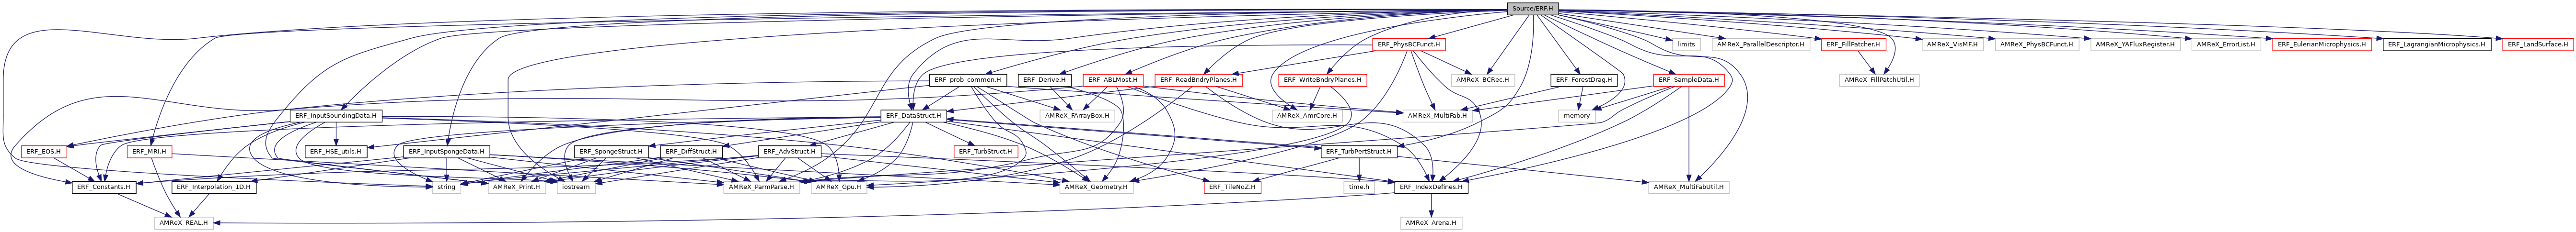 Source/ERF.H
ERF_PhysBCFunct.H
limits
AMReX_ParallelDescriptor.H
ERF_FillPatcher.H
AMReX_VisMF.H
AMReX_PhysBCFunct.H
AMReX_YAFluxRegister.H
AMReX_ErrorList.H
ERF_EulerianMicrophysics.H
ERF_LagrangianMicrophysics.H
ERF_LandSurface.H
ERF_prob_common.H
ERF_Derive.H
ERF_ABLMost.H
ERF_ReadBndryPlanes.H
ERF_WriteBndryPlanes.H
AMReX_BCRec.H
ERF_ForestDrag.H
ERF_SampleData.H
AMReX_FillPatchUtil.H
ERF_InputSoundingData.H
ERF_DataStruct.H
AMReX_FArrayBox.H
AMReX_AmrCore.H
AMReX_MultiFab.H
memory
ERF_EOS.H
ERF_MRI.H
ERF_HSE_utils.H
ERF_InputSpongeData.H
ERF_SpongeStruct.H
ERF_DiffStruct.H
ERF_AdvStruct.H
ERF_TurbStruct.H
ERF_TurbPertStruct.H
ERF_Constants.H
ERF_Interpolation_1D.H
string
AMReX_Print.H
iostream
AMReX_ParmParse.H
AMReX_Gpu.H
AMReX_Geometry.H
ERF_TileNoZ.H
time.h
ERF_IndexDefines.H
AMReX_MultiFabUtil.H
AMReX_REAL.H
AMReX_Arena.H